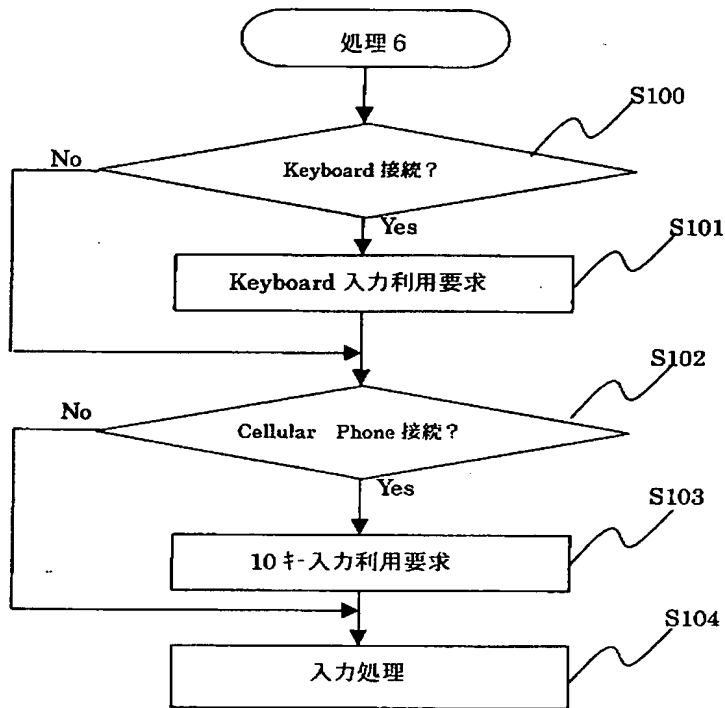 処理6
S100
No
Keyboard 接続?
Yes
S101
Keyboard 入力利用要求
S102
No
Cellular Phone 接続?
Yes
S103
10ｷｰ入力利用要求
S104
入力処理